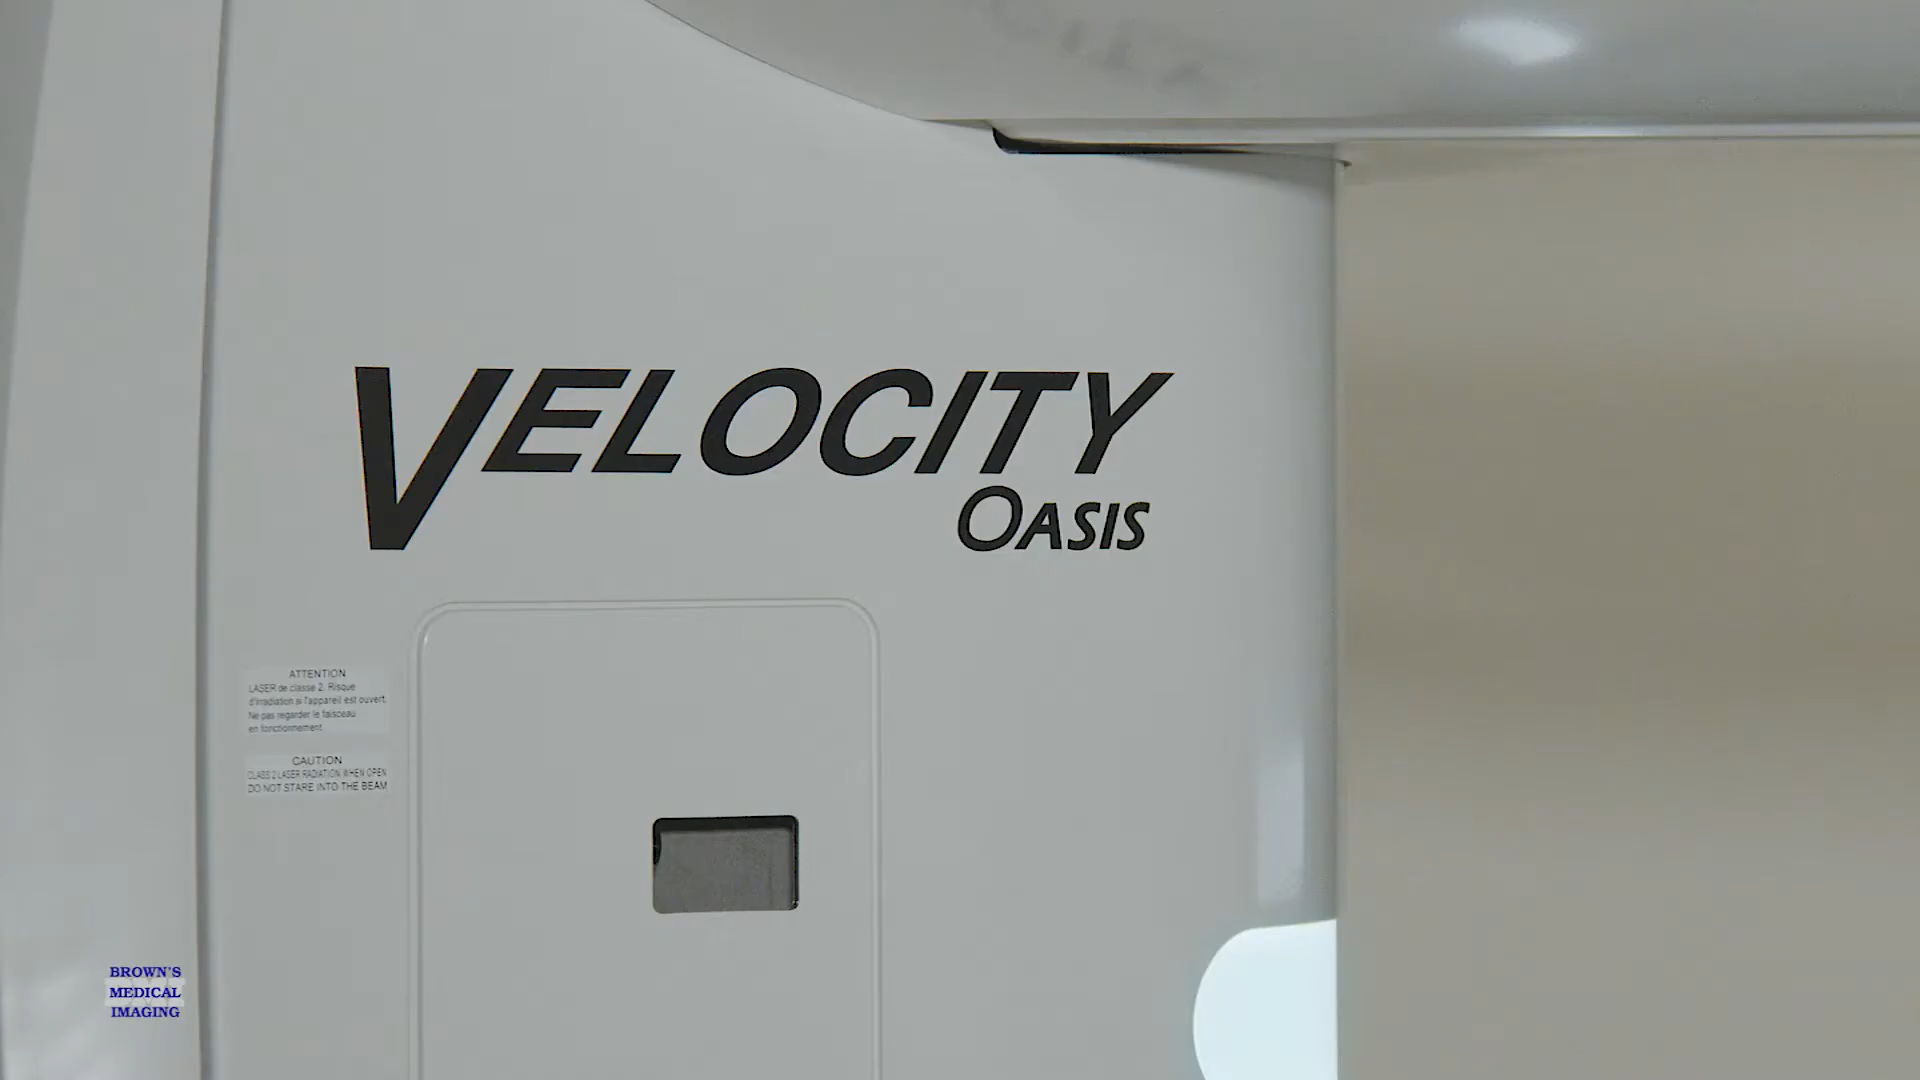 VELOCITY
OASIS
ATTENTION
LASER de classe 2. Risque
d'irradiation si l'appareil est ouvert.
Ne pas regarder le faisceau
en fonctionnement.
CAUTION
CLASS 2 LASER RADIATION WHEN OPEN
DO NOT STARE INTO THE BEAM
BROWN'S
MEDICAL
IMAGING